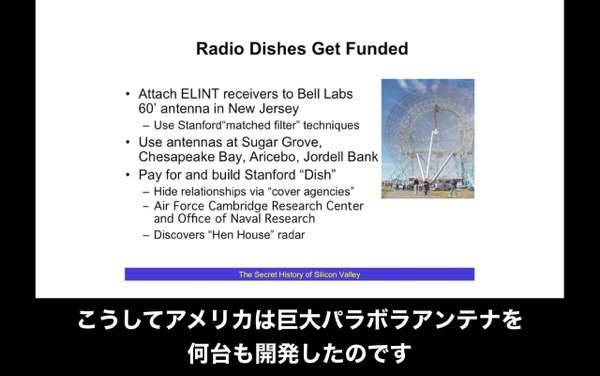 Radio Dishes Get Funded
• Attach ELINT receivers to Bell Labs
60' antenna in New Jersey
– Use Stanford“matched filter” techniques
• Use antennas at Sugar Grove,
Chesapeake Bay, Aricebo, Jordell Bank
• Pay for and build Stanford “Dish”
– Hide relationships via “cover agencies”
– Air Force Cambridge Research Center
and Office of Naval Research
– Discovers “Hen House” radar
The Secret History of Silicon Valley
こうしてアメリカは巨大パラボラアンテナを
何台も開発したのです